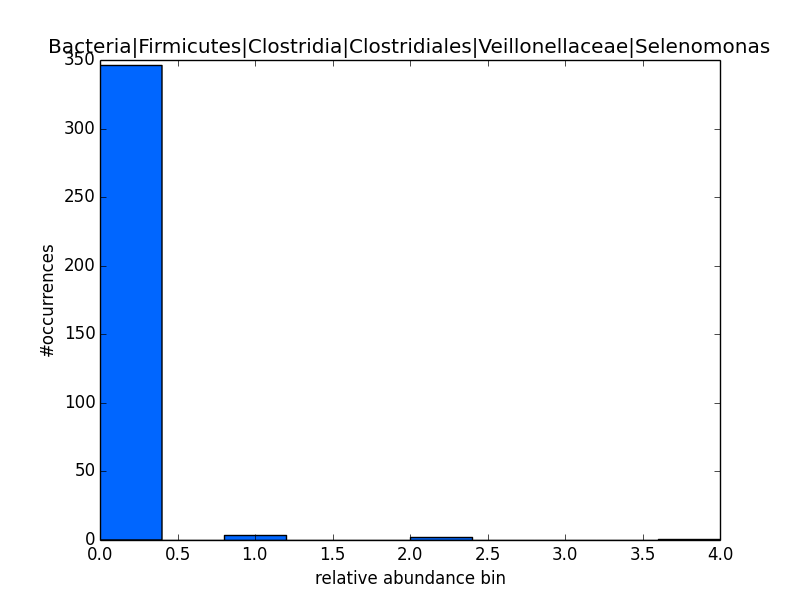 Bacteria|Firmicutes|Clostridia|Clostridiales|Veillonellaceae|Selenomonas
350
300
250
200
150
100
50
0
#occurrences
0.0 0.5 1.0 1.5 2.0 2.5 3.0 3.5 4.0
relative abundance bin